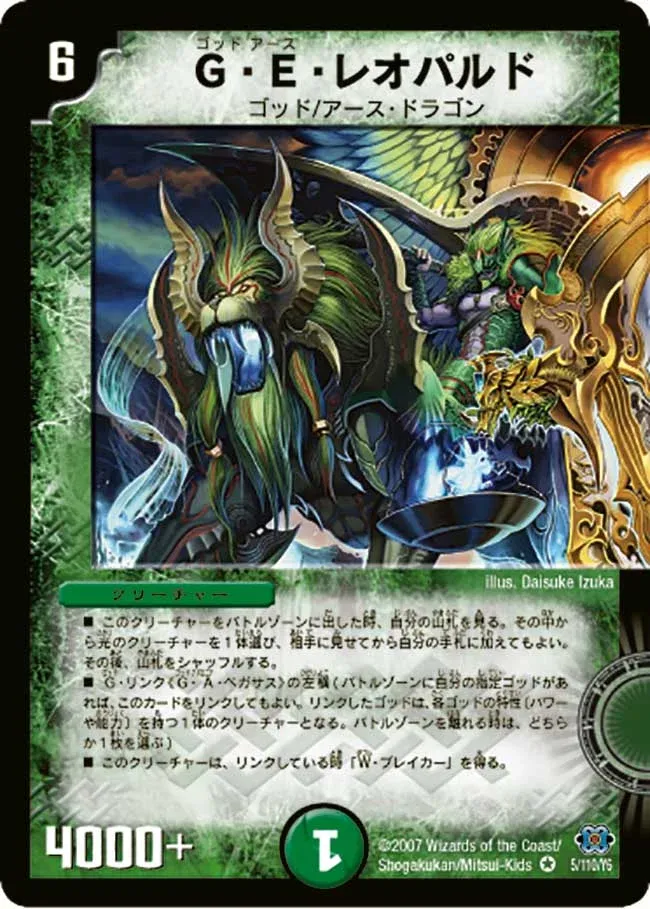 6
ゴッド アース
G・E・レオパルド
ゴッド/アース・ドラゴン
illus. Daisuke Izuka
クリーチャー
■ このクリーチャーをバトルゾーンに出した時、自分の山札を見る。その中か
ら光のクリーチャーを1体選び、相手に見せてから自分の手札に加えてもよい。
その後、山札をシャッフルする。
■ G・リンク《G・A・ペガサス》の左横(バトルゾーンに自分の指定ゴッドがあ
れば、このカードをリンクしてもよい。リンクしたゴッドは、各ゴッドの特性(パワー
や能力)を持つ1体のクリーチャーとなる。バトルゾーンを離れる時は、どちら
か1枚を選ぶ)
■ このクリーチャーは、リンクしている時「W・ブレイカー」を得る。
4000+
1
©2007 Wizards of the Coast/
Shogakukan/Mitsui-Kids
5/110/Y6